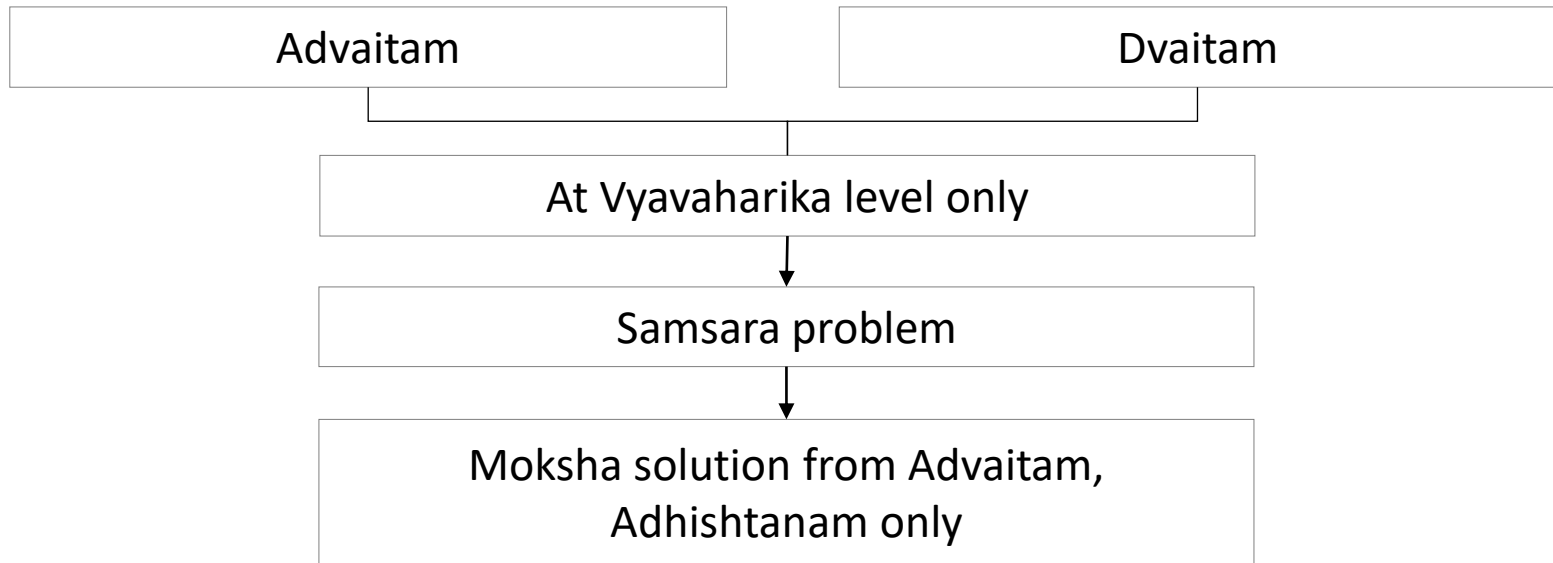 Advaitam
Dvaitam
At Vyavaharika level only
Samsara problem
Moksha solution from Advaitam,
Adhishtanam only